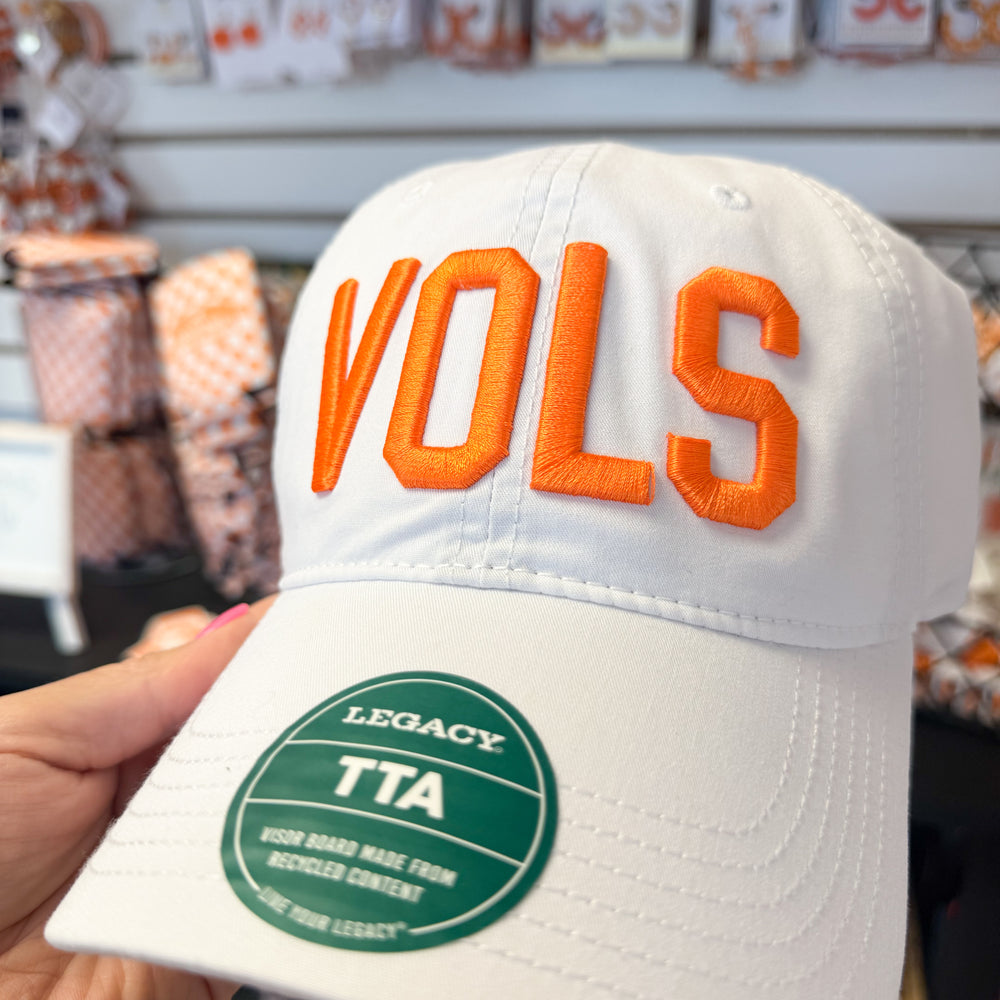 VOLS
LEGACY
TTA
VISOR BOARD MADE FROM
RECYCLED CONTENT
LIVE YOUR LEGACY®